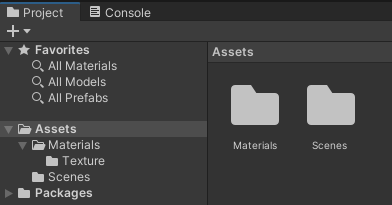 Project Console
Favorites
All Materials
All Models
All Prefabs
Assets
Materials
Texture
Scenes
Packages
Assets
Materials Scenes